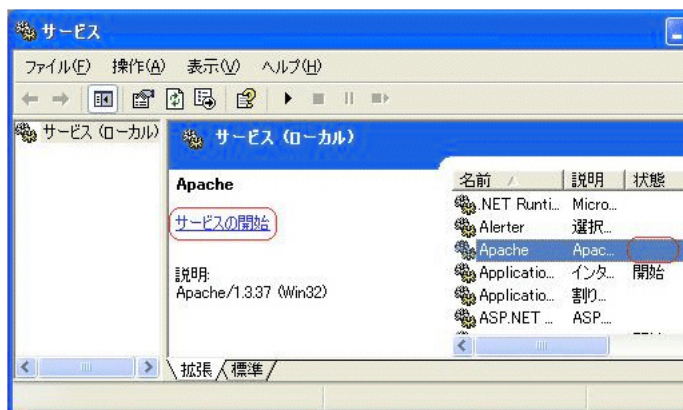 サービス
ファイル(F) 操作(A) 表示(V) ヘルプ(H)
サービス (ローカル)
サービス (ローカル)
Apache
サービスの開始
説明:
Apache/1.3.37 (Win32)
名前 説明 状態
.NET Runti... Micro...
Alerter 選択...
Apache Apac...
Applicatio... インタ... 開始
Applicatio... 割り...
ASP.NET ... ASP....
拡張 標準